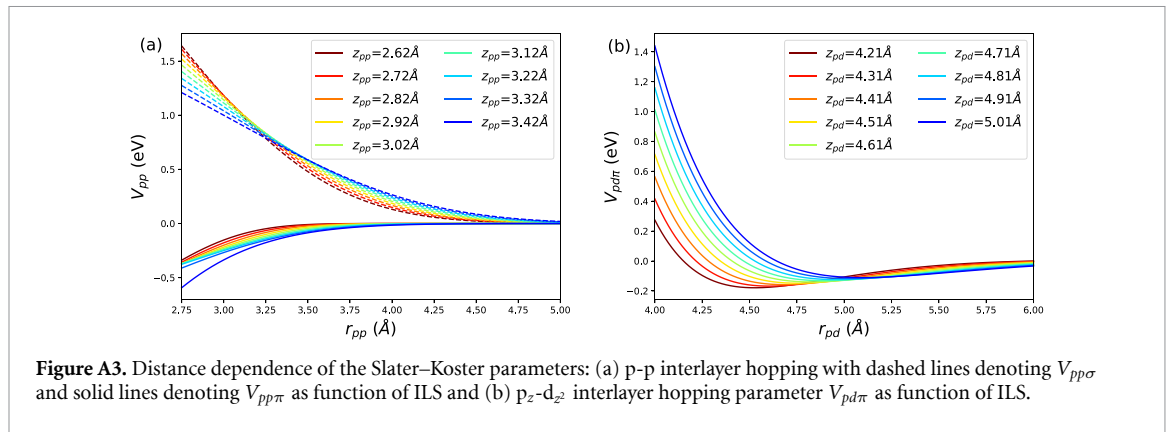 (a)
z_pp=2.62Å
z_pp=2.72Å
z_pp=2.82Å
z_pp=2.92Å
z_pp=3.02Å
z_pp=3.12Å
z_pp=3.22Å
z_pp=3.32Å
z_pp=3.42Å
V_pp (eV)
1.5
1.0
0.5
0.0
−0.5
2.75 3.00 3.25 3.50 3.75 4.00 4.25 4.50 4.75 5.00
r_pp (Å)
(b)
z_pd=4.21Å
z_pd=4.31Å
z_pd=4.41Å
z_pd=4.51Å
z_pd=4.61Å
z_pd=4.71Å
z_pd=4.81Å
z_pd=4.91Å
z_pd=5.01Å
V_pdπ (eV)
1.4
1.2
1.0
0.8
0.6
0.4
0.2
0.0
−0.2
4.00 4.25 4.50 4.75 5.00 5.25 5.50 5.75 6.00
r_pd (Å)
Figure A3. Distance dependence of the Slater–Koster parameters: (a) p-p interlayer hopping with dashed lines denoting V_ppσ
and solid lines denoting V_ppπ as function of ILS and (b) p_z-d_z² interlayer hopping parameter V_pdπ as function of ILS.